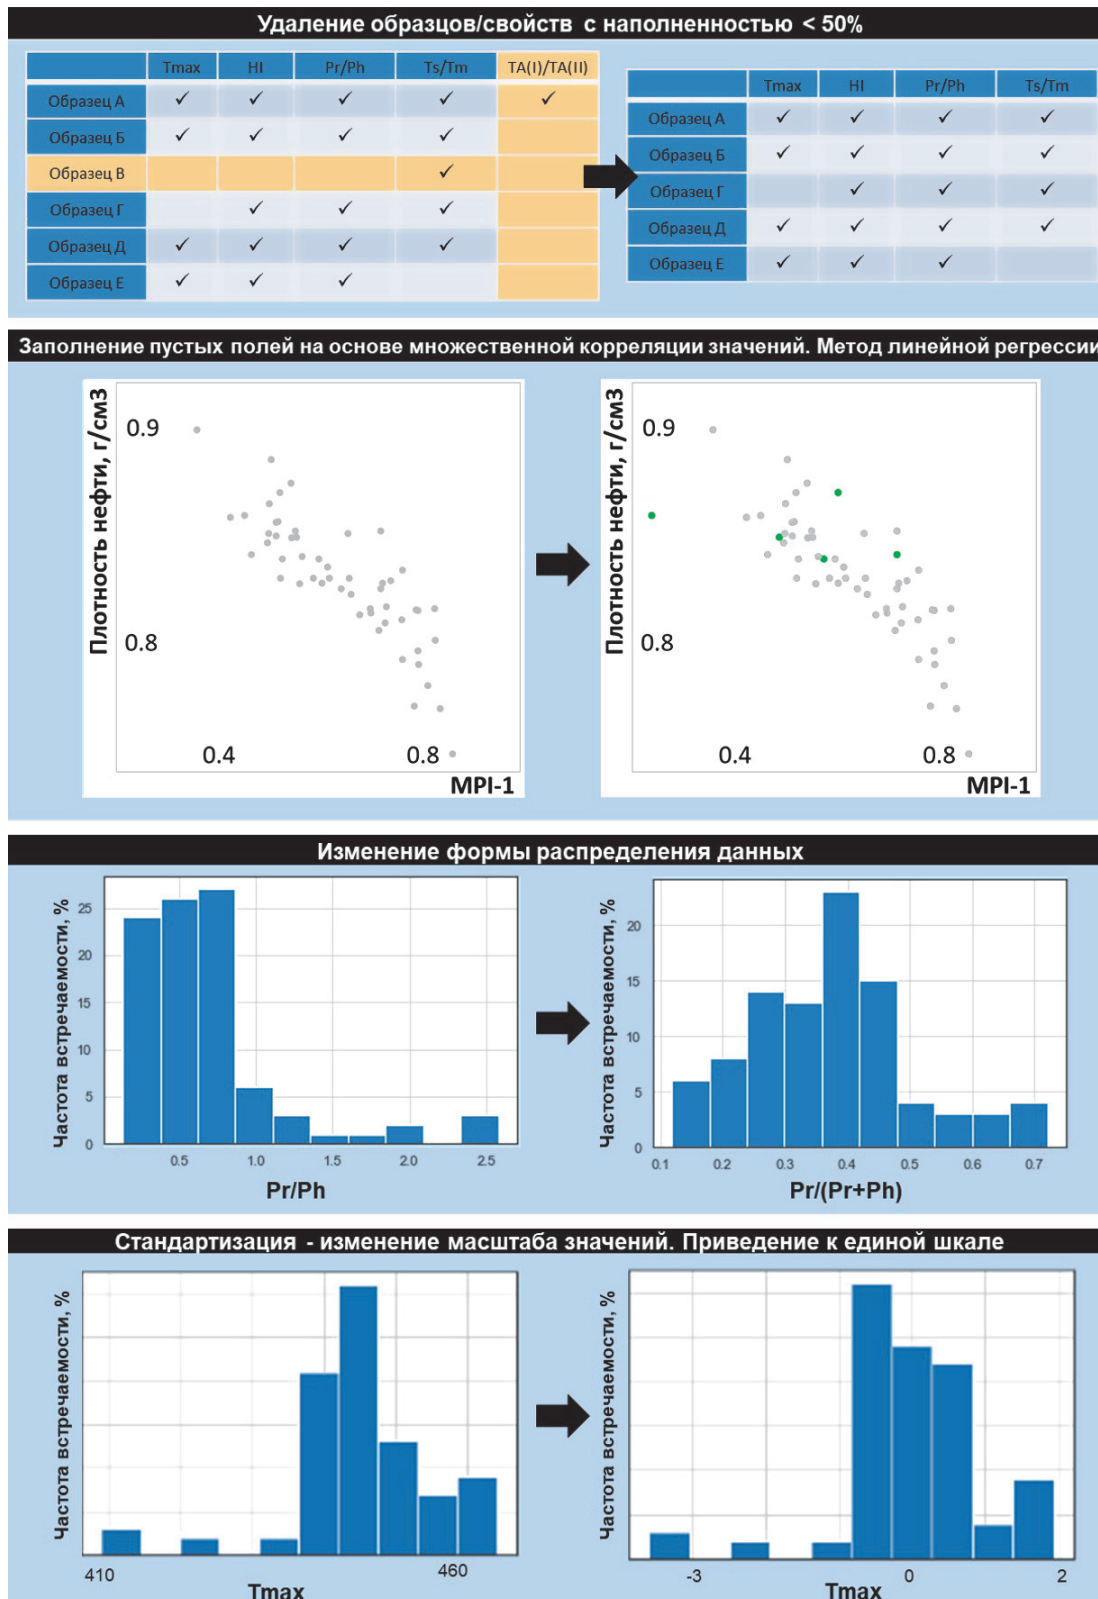 Удаление образцов/свойств с наполненностью < 50%
Tmax HI Pr/Ph Ts/Tm TA(I)/TA(II)
Образец А ✓ ✓ ✓ ✓ ✓
Образец Б ✓ ✓ ✓ ✓
Образец В ✓
Образец Г ✓ ✓ ✓
Образец Д ✓ ✓ ✓ ✓
Образец Е ✓ ✓ ✓
Tmax HI Pr/Ph Ts/Tm
Образец А ✓ ✓ ✓ ✓
Образец Б ✓ ✓ ✓ ✓
Образец Г ✓ ✓ ✓
Образец Д ✓ ✓ ✓ ✓
Образец Е ✓ ✓ ✓
Заполнение пустых полей на основе множественной корреляции значений. Метод линейной регрессии
Плотность нефти, г/см3
0.9
0.8
0.4 0.8
MPI-1
Плотность нефти, г/см3
0.9
0.8
0.4 0.8
MPI-1
Изменение формы распределения данных
Частота встречаемости, %
25
20
15
10
5
0
0.5 1.0 1.5 2.0 2.5
Pr/Ph
Частота встречаемости, %
20
15
10
5
0
0.1 0.2 0.3 0.4 0.5 0.6 0.7
Pr/(Pr+Ph)
Стандартизация - изменение масштаба значений. Приведение к единой шкале
Частота встречаемости, %
410 460
Tmax
Частота встречаемости, %
-3 0 2
Tmax